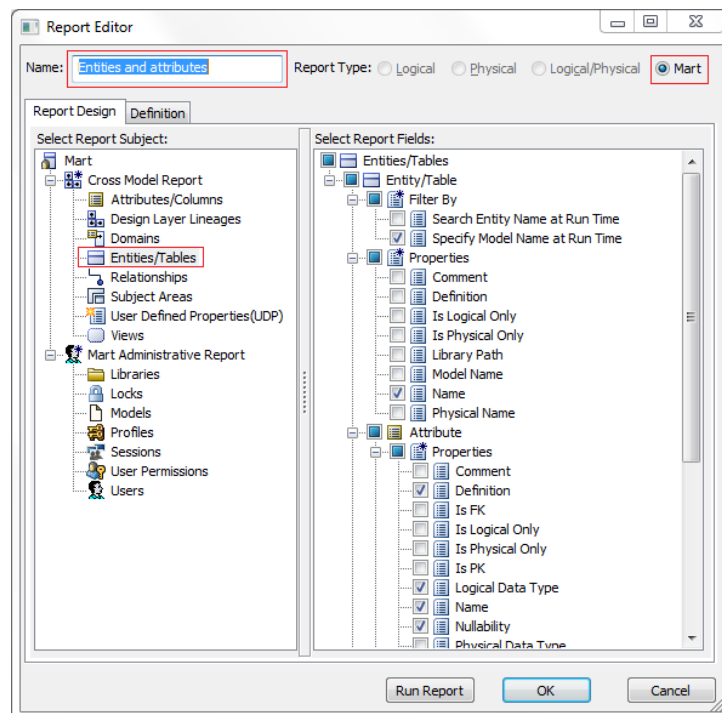 Report Editor
Name: Entities and attributes Report Type: Logical Physical Logical/Physical Mart
Report Design Definition
Select Report Subject:
Mart
Cross Model Report
Attributes/Columns
Design Layer Lineages
Domains
Entities/Tables
Relationships
Subject Areas
User Defined Properties(UDP)
Views
Mart Administrative Report
Libraries
Locks
Models
Profiles
Sessions
User Permissions
Users
Select Report Fields:
Entities/Tables
Entity/Table
Filter By
Search Entity Name at Run Time
Specify Model Name at Run Time
Properties
Comment
Definition
Is Logical Only
Is Physical Only
Library Path
Model Name
Name
Physical Name
Attribute
Properties
Comment
Definition
Is FK
Is Logical Only
Is Physical Only
Is PK
Logical Data Type
Name
Nullability
Physical Data Type
Run Report OK Cancel